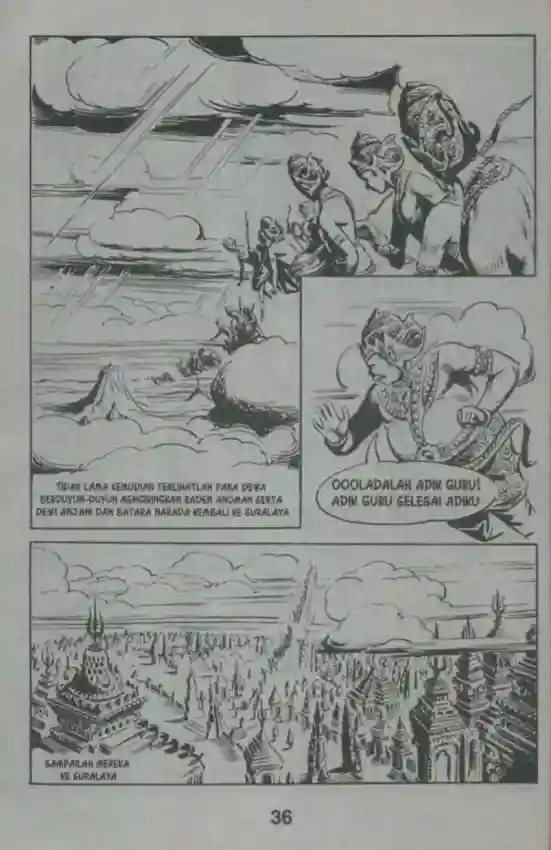 TIDAK LAMA KEMUDIAN TERLIHATLAH PARA DEWA
BERDUYUN-DUYUN MENGIRINGKAN RADEN ANOMAN SERTA
DEWI ANJANI DAN BATARA NARADA KEMBALI KE SURALAYA
OOOLADALAH ADIK GURU!
ADIK GURU SELESAI ADIKU
SAMPAILAH MEREKA
KE SURALAYA
36